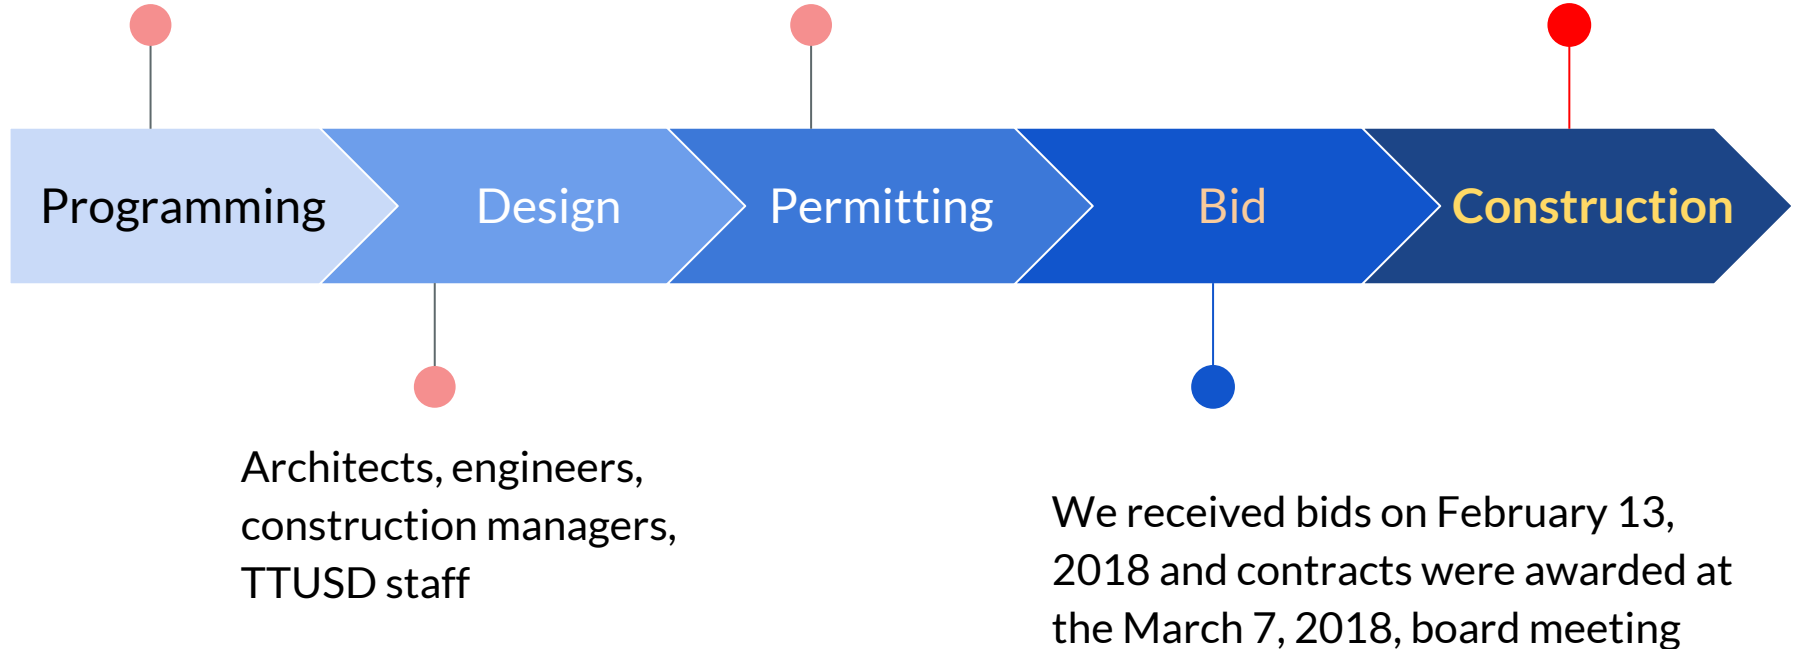 Programming
Design
Permitting
Bid
Construction
Architects, engineers,
construction managers,
TTUSD staff
We received bids on February 13,
2018 and contracts were awarded at
the March 7, 2018, board meeting